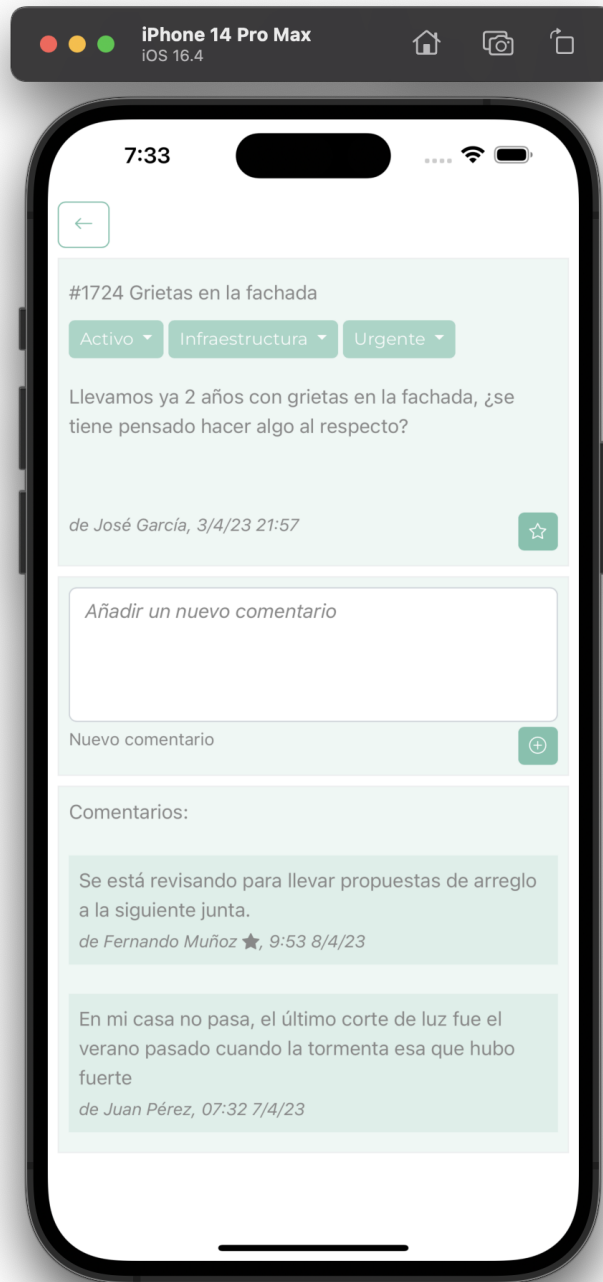 iPhone 14 Pro Max
iOS 16.4
7:33
#1724 Grietas en la fachada
Activo Infraestructura Urgente
Llevamos ya 2 años con grietas en la fachada, ¿se
tiene pensado hacer algo al respecto?
de José García, 3/4/23 21:57
Añadir un nuevo comentario
Nuevo comentario
Comentarios:
Se está revisando para llevar propuestas de arreglo
a la siguiente junta.
de Fernando Muñoz ★, 9:53 8/4/23
En mi casa no pasa, el último corte de luz fue el
verano pasado cuando la tormenta esa que hubo
fuerte
de Juan Pérez, 07:32 7/4/23